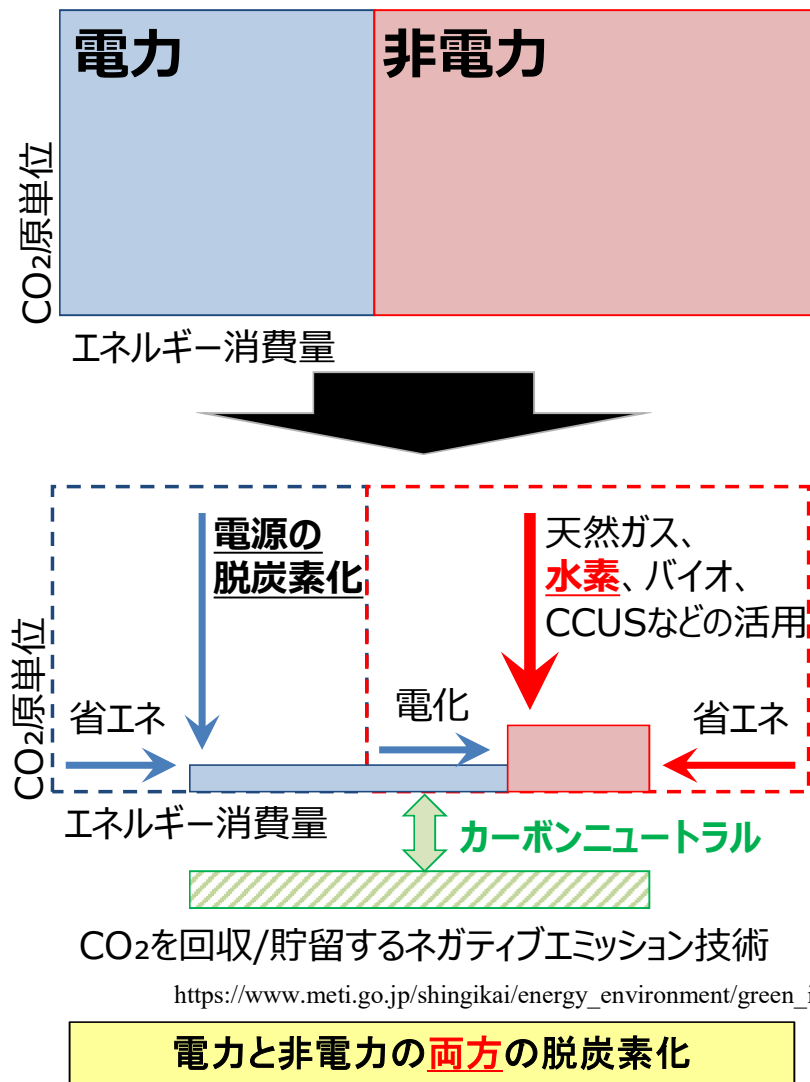 電力
非電力
CO₂原単位
エネルギー消費量
電源の
脱炭素化
天然ガス、
水素、バイオ、
CCUSなどの活用
CO₂原単位
省エネ
電化
省エネ
エネルギー消費量
カーボンニュートラル
CO₂を回収/貯留するネガティブエミッション技術
https://www.meti.go.jp/shingikai/energy_environment/green_i
電力と非電力の両方の脱炭素化